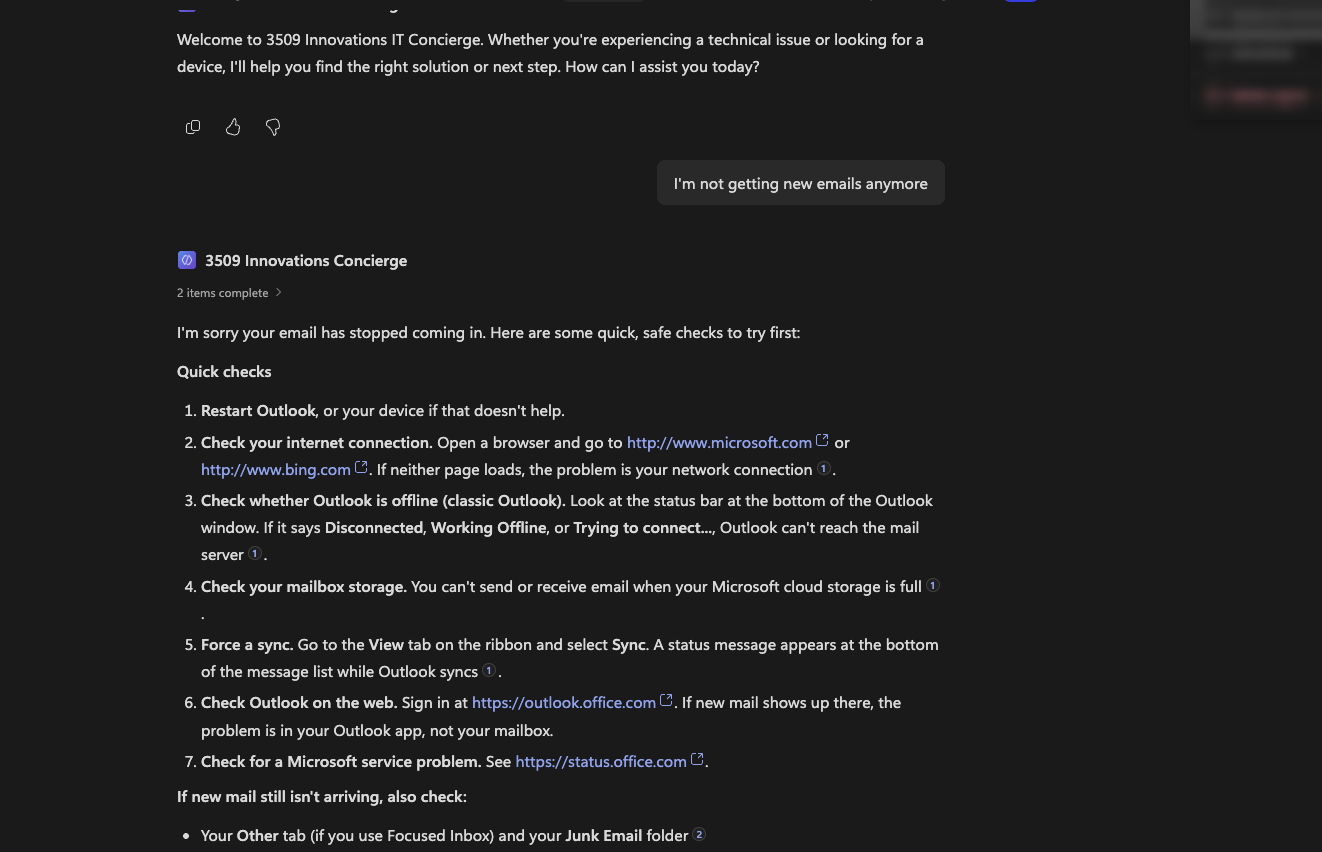 Welcome to 3509 Innovations IT Concierge. Whether you're experiencing a technical issue or looking for a
device, I'll help you find the right solution or next step. How can I assist you today?
I'm not getting new emails anymore
3509 Innovations Concierge
2 items complete
I'm sorry your email has stopped coming in. Here are some quick, safe checks to try first:
Quick checks
1. Restart Outlook, or your device if that doesn't help.
2. Check your internet connection. Open a browser and go to http://www.microsoft.com or
http://www.bing.com. If neither page loads, the problem is your network connection 1.
3. Check whether Outlook is offline (classic Outlook). Look at the status bar at the bottom of the Outlook
window. If it says Disconnected, Working Offline, or Trying to connect..., Outlook can't reach the mail
server 1.
4. Check your mailbox storage. You can't send or receive email when your Microsoft cloud storage is full 1
.
5. Force a sync. Go to the View tab on the ribbon and select Sync. A status message appears at the bottom
of the message list while Outlook syncs 1.
6. Check Outlook on the web. Sign in at https://outlook.office.com. If new mail shows up there, the
problem is in your Outlook app, not your mailbox.
7. Check for a Microsoft service problem. See https://status.office.com.
If new mail still isn't arriving, also check:
• Your Other tab (if you use Focused Inbox) and your Junk Email folder 2